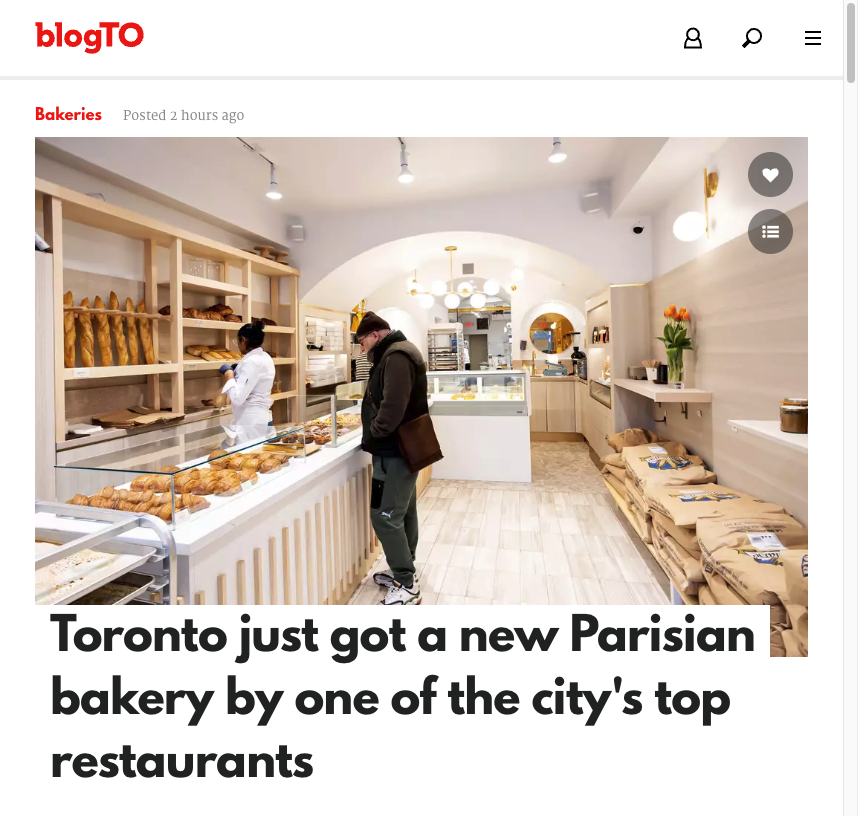 blogTO
Bakeries Posted 2 hours ago
Toronto just got a new Parisian
bakery by one of the city's top
restaurants